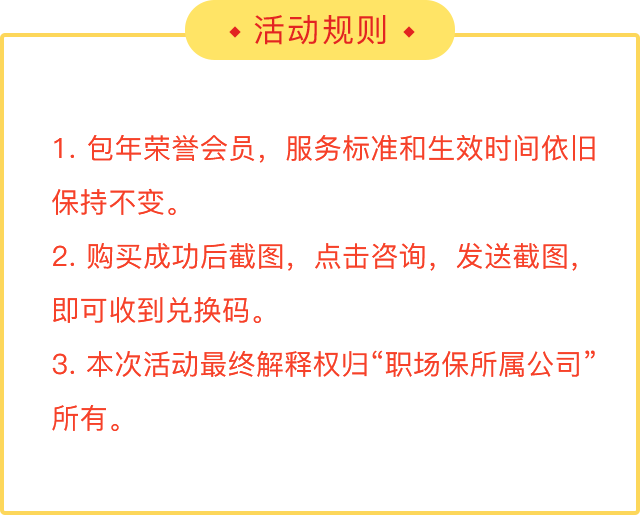 活动规则
1. 包年荣誉会员，服务标准和生效时间依旧
保持不变。
2. 购买成功后截图，点击咨询，发送截图，
即可收到兑换码。
3. 本次活动最终解释权归“职场保所属公司”
所有。